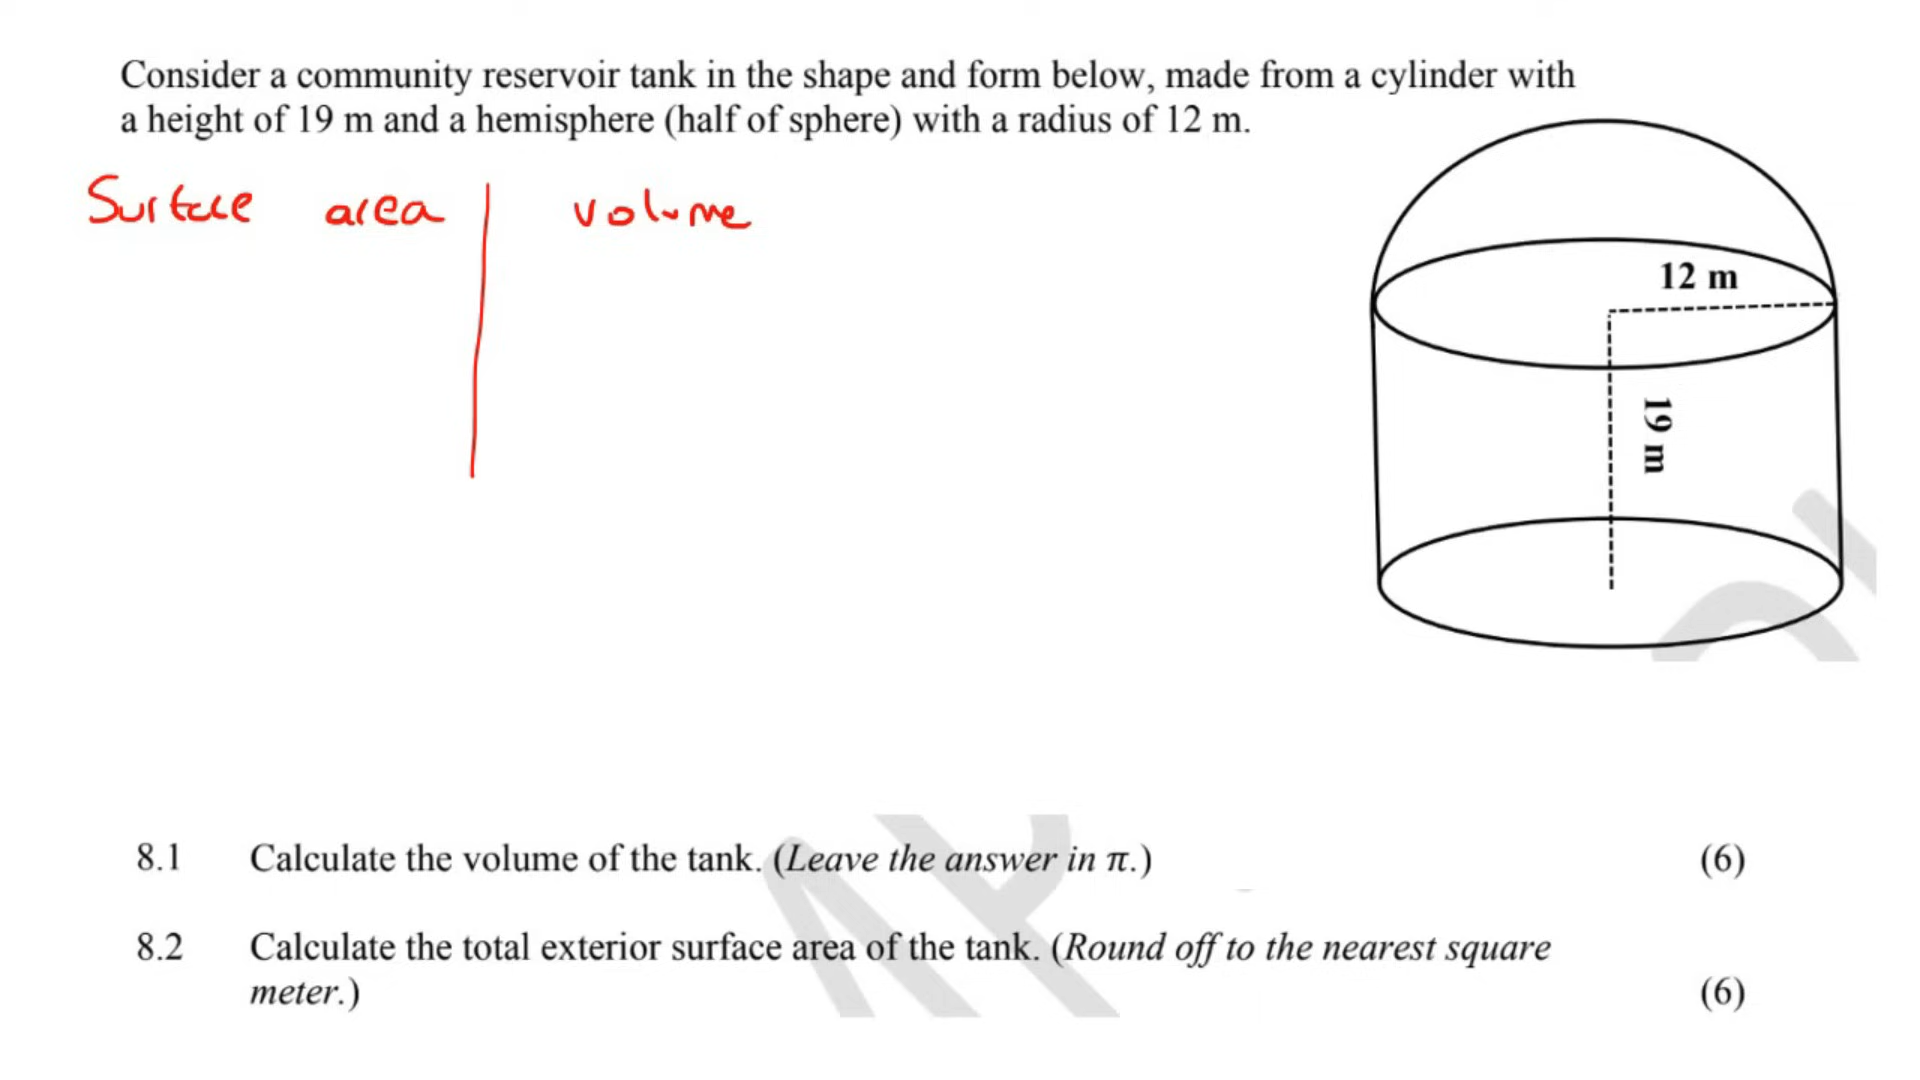 Consider a community reservoir tank in the shape and form below, made from a cylinder with
a height of 19 m and a hemisphere (half of sphere) with a radius of 12 m.
Surface area | volume
12 m
19 m
8.1 Calculate the volume of the tank. (Leave the answer in π.) (6)
8.2 Calculate the total exterior surface area of the tank. (Round off to the nearest square
meter.) (6)